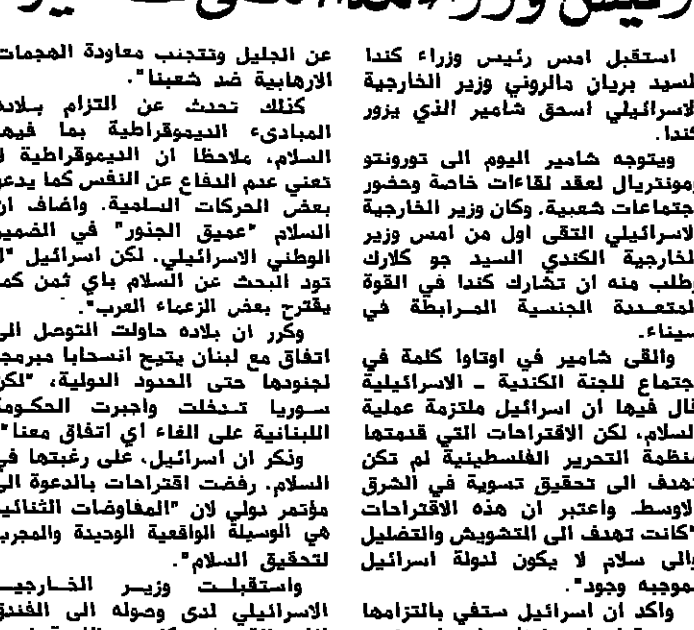 استقبل امس رئيس وزراء كندا
السيد بريان مالروني وزير الخارجية
الاسرائيلي اسحق شامير الذي يزور
كندا.
ويتوجه شامير اليوم الى تورونتو
ومونتريال لعقد لقاءات خاصة وحضور
اجتماعات شعبية. وكان وزير الخارجية
الاسرائيلي التقى اول من امس وزير
الخارجية الكندي السيد جو كلارك
وطلب منه ان تشارك كندا في القوة
المتعددة الجنسية المرابطة في
سيناء.
والقى شامير في اوتاوا كلمة في
اجتماع للجنة الكندية ـ الاسرائيلية
قال فيها ان اسرائيل ملتزمة عملية
السلام، لكن الاقتراحات التي قدمتها
منظمة التحرير الفلسطينية لم تكن
تهدف الى تحقيق تسوية في الشرق
الاوسط. واعتبر ان هذه الاقتراحات
"كانت تهدف الى التشويش والتضليل
والى سلام لا يكون لدولة اسرائيل
بموجبه وجود".
واكد ان اسرائيل ستفي بالتزامها
عن الجليل وتتجنب معاودة الهجمات
الارهابية ضد شعبنا".
كذلك تحدث عن التزام بلاده
المبادىء الديموقراطية بما فيها
السلام، ملاحظا ان الديموقراطية لا
تعني عدم الدفاع عن النفس كما يدعو
بعض الحركات السلمية. واضاف ان
السلام "عميق الجذور" في الضمير
الوطني الاسرائيلي. لكن اسرائيل "لا
تود البحث عن السلام باي ثمن كما
يقترح بعض الزعماء العرب".
وكرر ان بلاده حاولت التوصل الى
اتفاق مع لبنان يتيح انسحابا مبرمجا
لجنودها حتى الحدود الدولية، "لكن
سوريا تدخلت واجبرت الحكومة
اللبنانية على الغاء اي اتفاق معنا".
وذكر ان اسرائيل، على رغبتها في
السلام، رفضت اقتراحات بالدعوة الى
مؤتمر دولي لان "المفاوضات الثنائية
هي الوسيلة الواقعية الوحيدة والمجربة
لتحقيق السلام".
واستقبلت وزير الخارجية
الاسرائيلي لدى وصوله الى الفندق